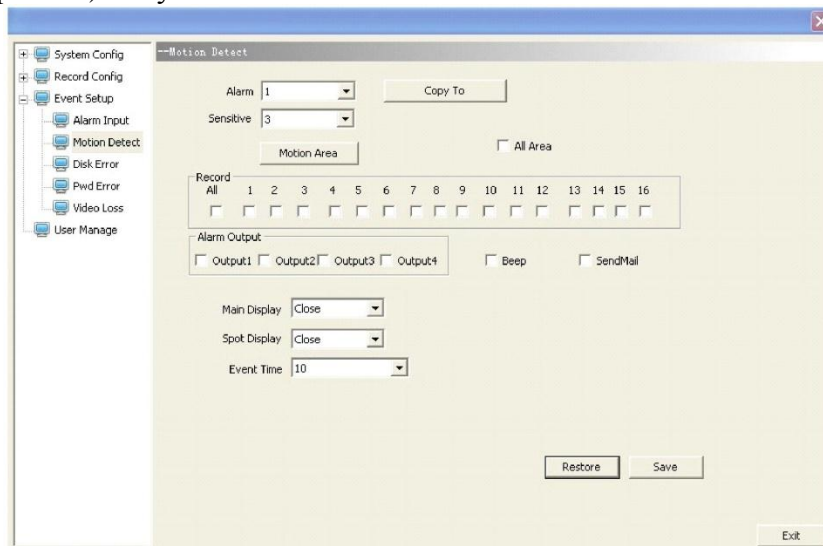 System Config
Record Config
Event Setup
Alarm Input
Motion Detect
Disk Error
Pwd Error
Video Loss
User Manage
--Motion Detect
Alarm 1 Copy To
Sensitive 3
Motion Area All Area
Record
All 1 2 3 4 5 6 7 8 9 10 11 12 13 14 15 16
Alarm Output
Output1 Output2 Output3 Output4 Beep SendMail
Main Display Close
Spot Display Close
Event Time 10
Restore Save
Exit